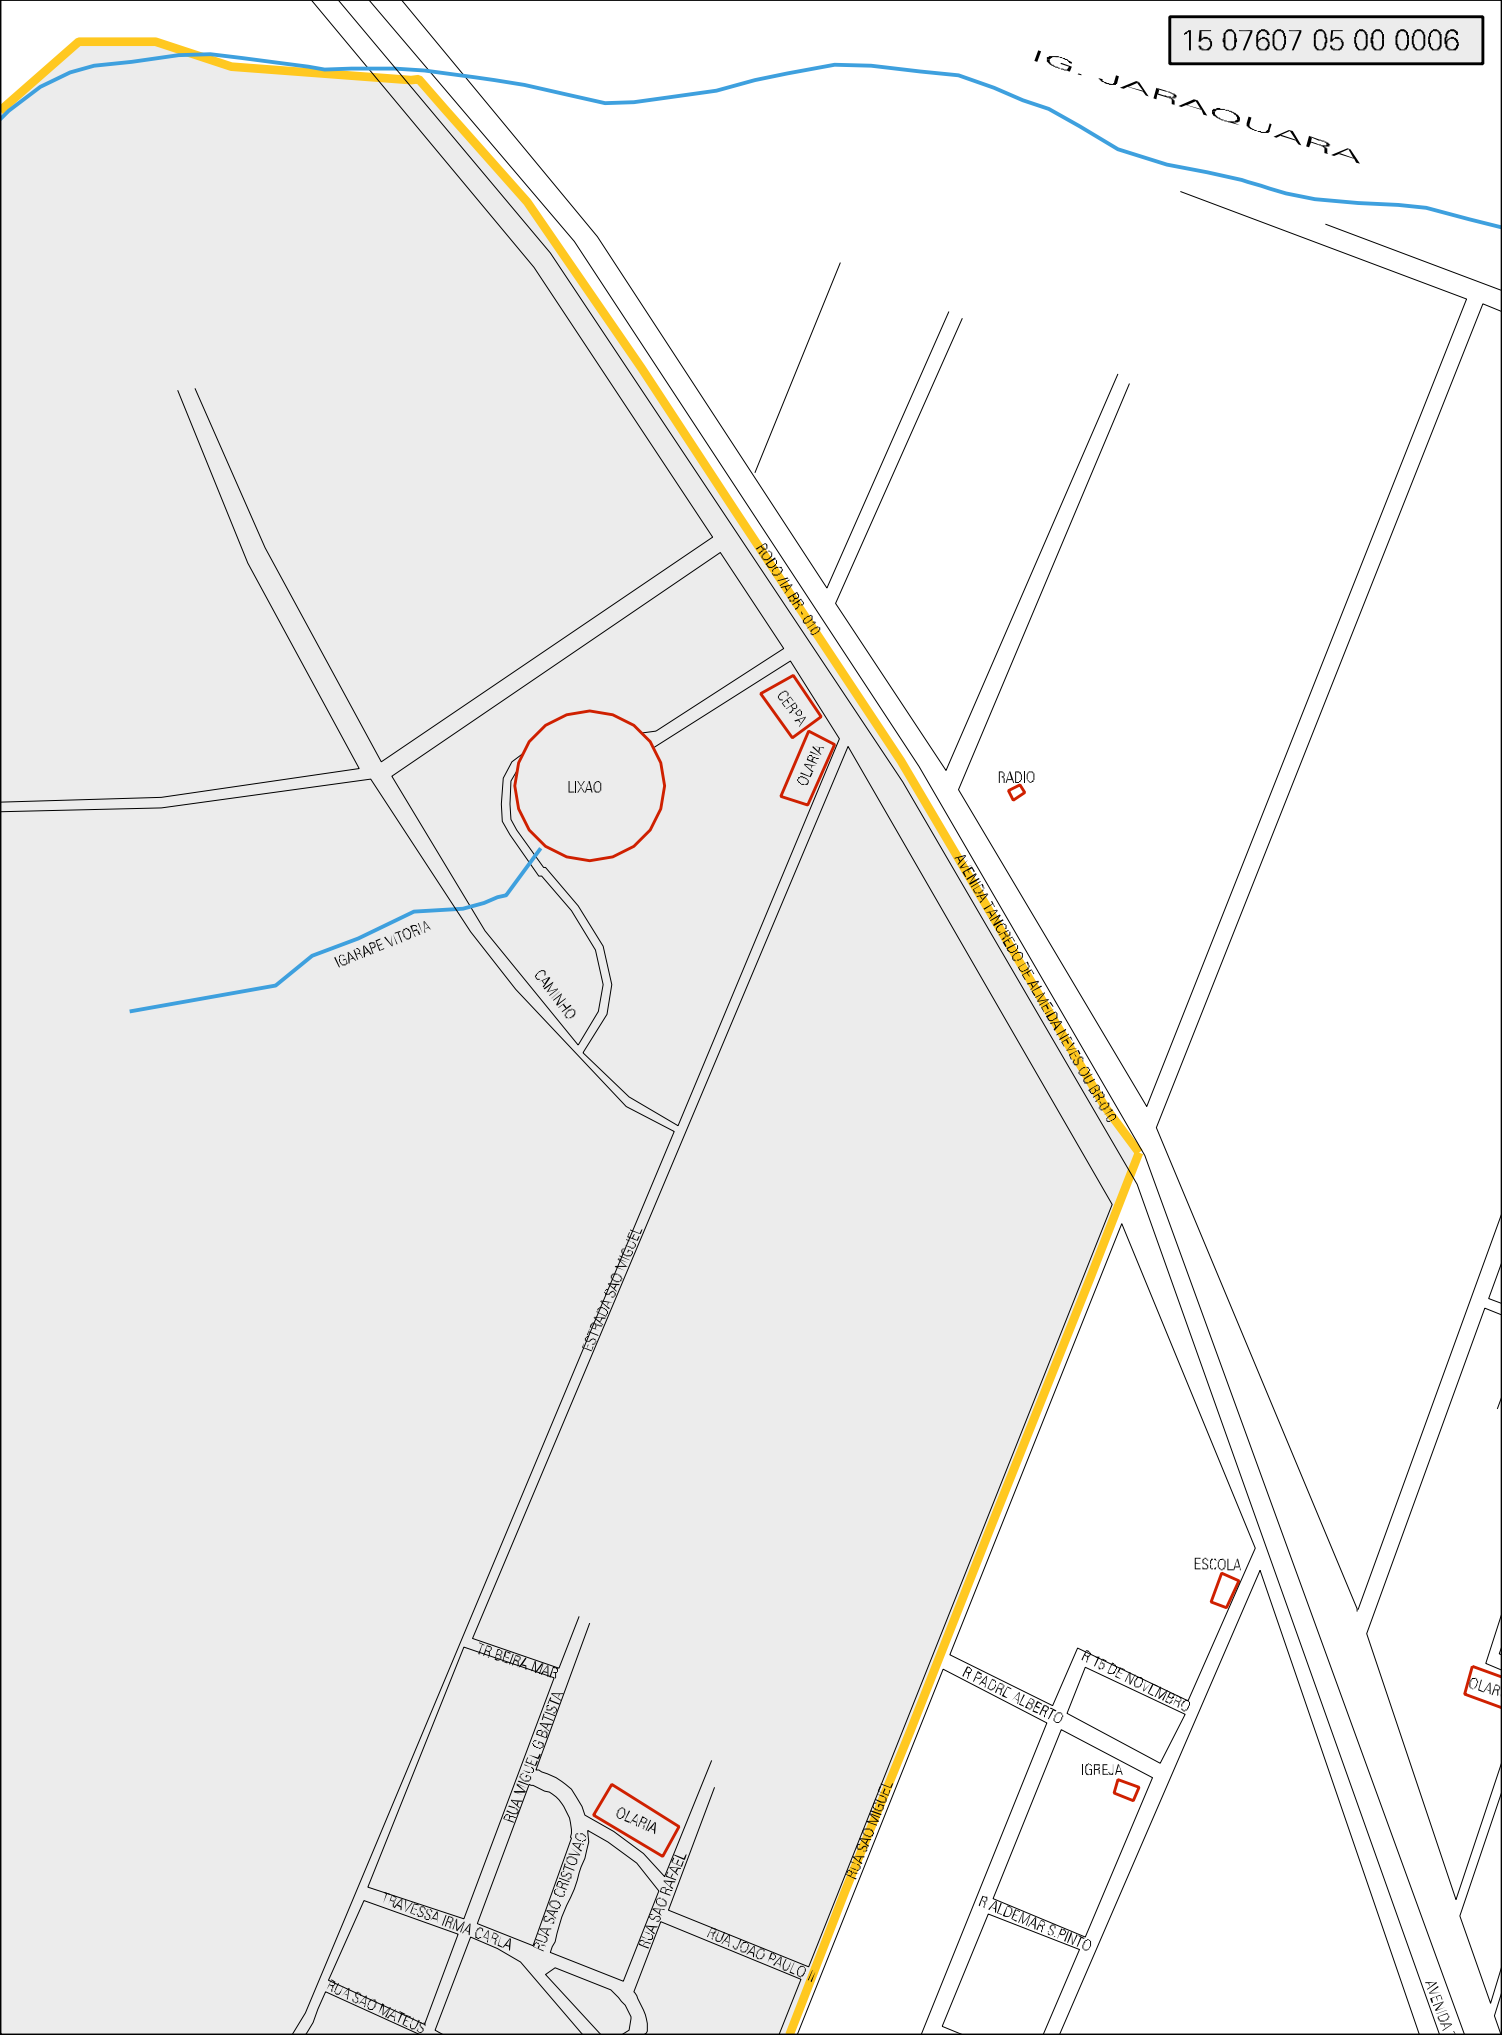 15 07607 05 00 0006
IG. JARAQUARA
RODOVIA BR - 010
CERPA
OLARIA
LIXAO
RADIO
AVENIDA TANCREDO DE ALMEIDA NEVES OU BR-010
IGARAPE VITORIA
CAMINHO
ESTRADA SAO MIGUEL
ESCOLA
TR BEIRA MAR
R 15 DE NOVEMBRO
R PADRE ALBERTO
OLAR
RUA MIGUEL G BATISTA
IGREJA
OLARIA
RUA SAO MIGUEL
RUA SAO CRISTOVAO
RUA SAO RAFAEL
TRAVESSA IRMA CARLA
R ALDEMAR S.PINTO
RUA JOAO PAULO II
RUA SAO MATEUS
AVENIDA